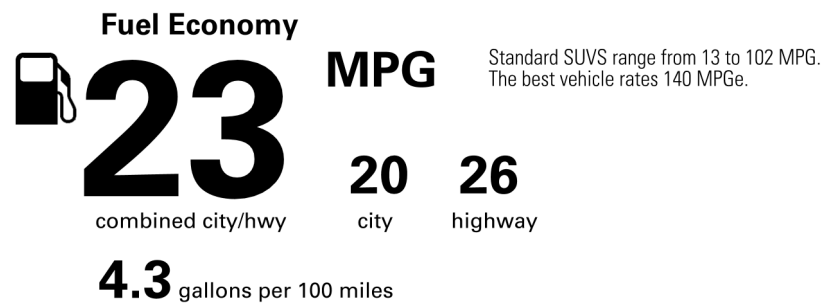 Fuel Economy
23
MPG
Standard SUVS range from 13 to 102 MPG.
The best vehicle rates 140 MPGe.
20 26
combined city/hwy city highway
4.3 gallons per 100 miles